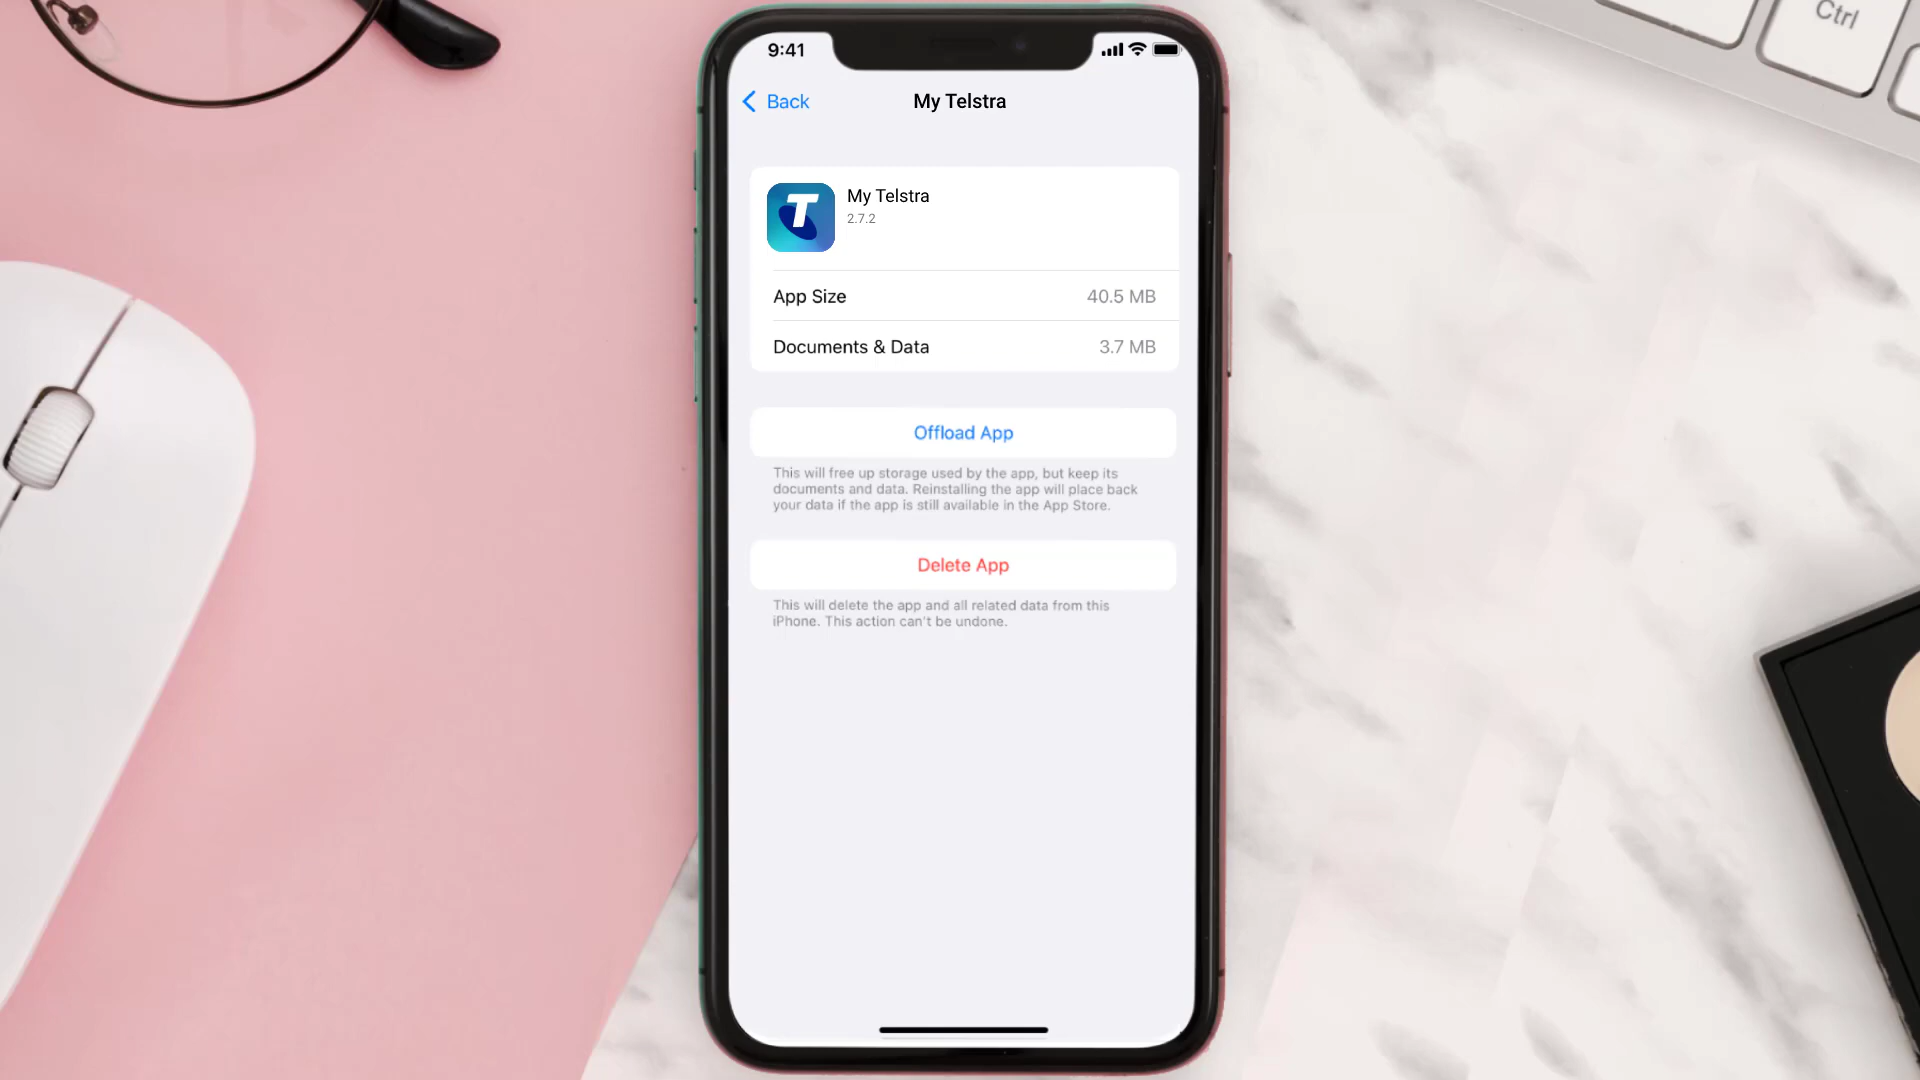 Ctrl
9:41
Back
My Telstra
T
My Telstra
2.7.2
App Size
40.5 MB
Documents & Data
3.7 MB
Offload App
This will free up storage used by the app, but keep its
documents and data. Reinstalling the app will place back
your data if the app is still available in the App Store.
Delete App
This will delete the app and all related data from this
iPhone. This action can't be undone.